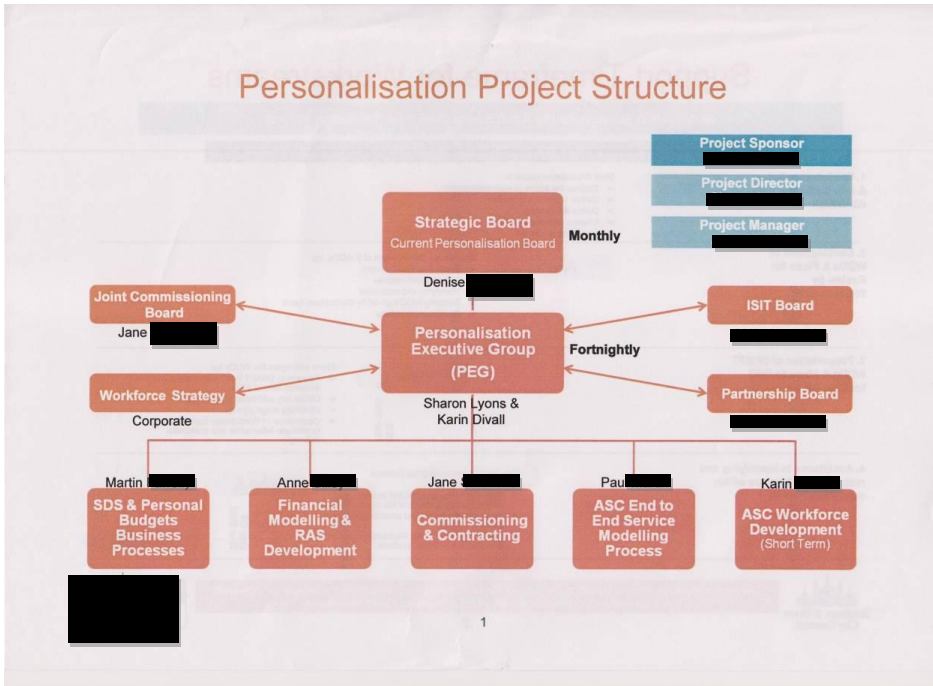 Personalisation Project Structure
Project Sponsor
Project Director
Project Manager
Strategic Board
Current Personalisation Board
Monthly
Denise
Joint Commissioning
Board
Jane
ISIT Board
Personalisation
Executive Group
(PEG)
Fortnightly
Workforce Strategy
Corporate
Partnership Board
Sharon Lyons &
Karin Divall
Martin
SDS & Personal
Budgets
Business
Processes
Anne
Financial
Modelling &
RAS
Development
Jane
Commissioning
& Contracting
ASC End to
End Service
Modelling
Process
Karin
ASC Workforce
Development
(Short Term)
1